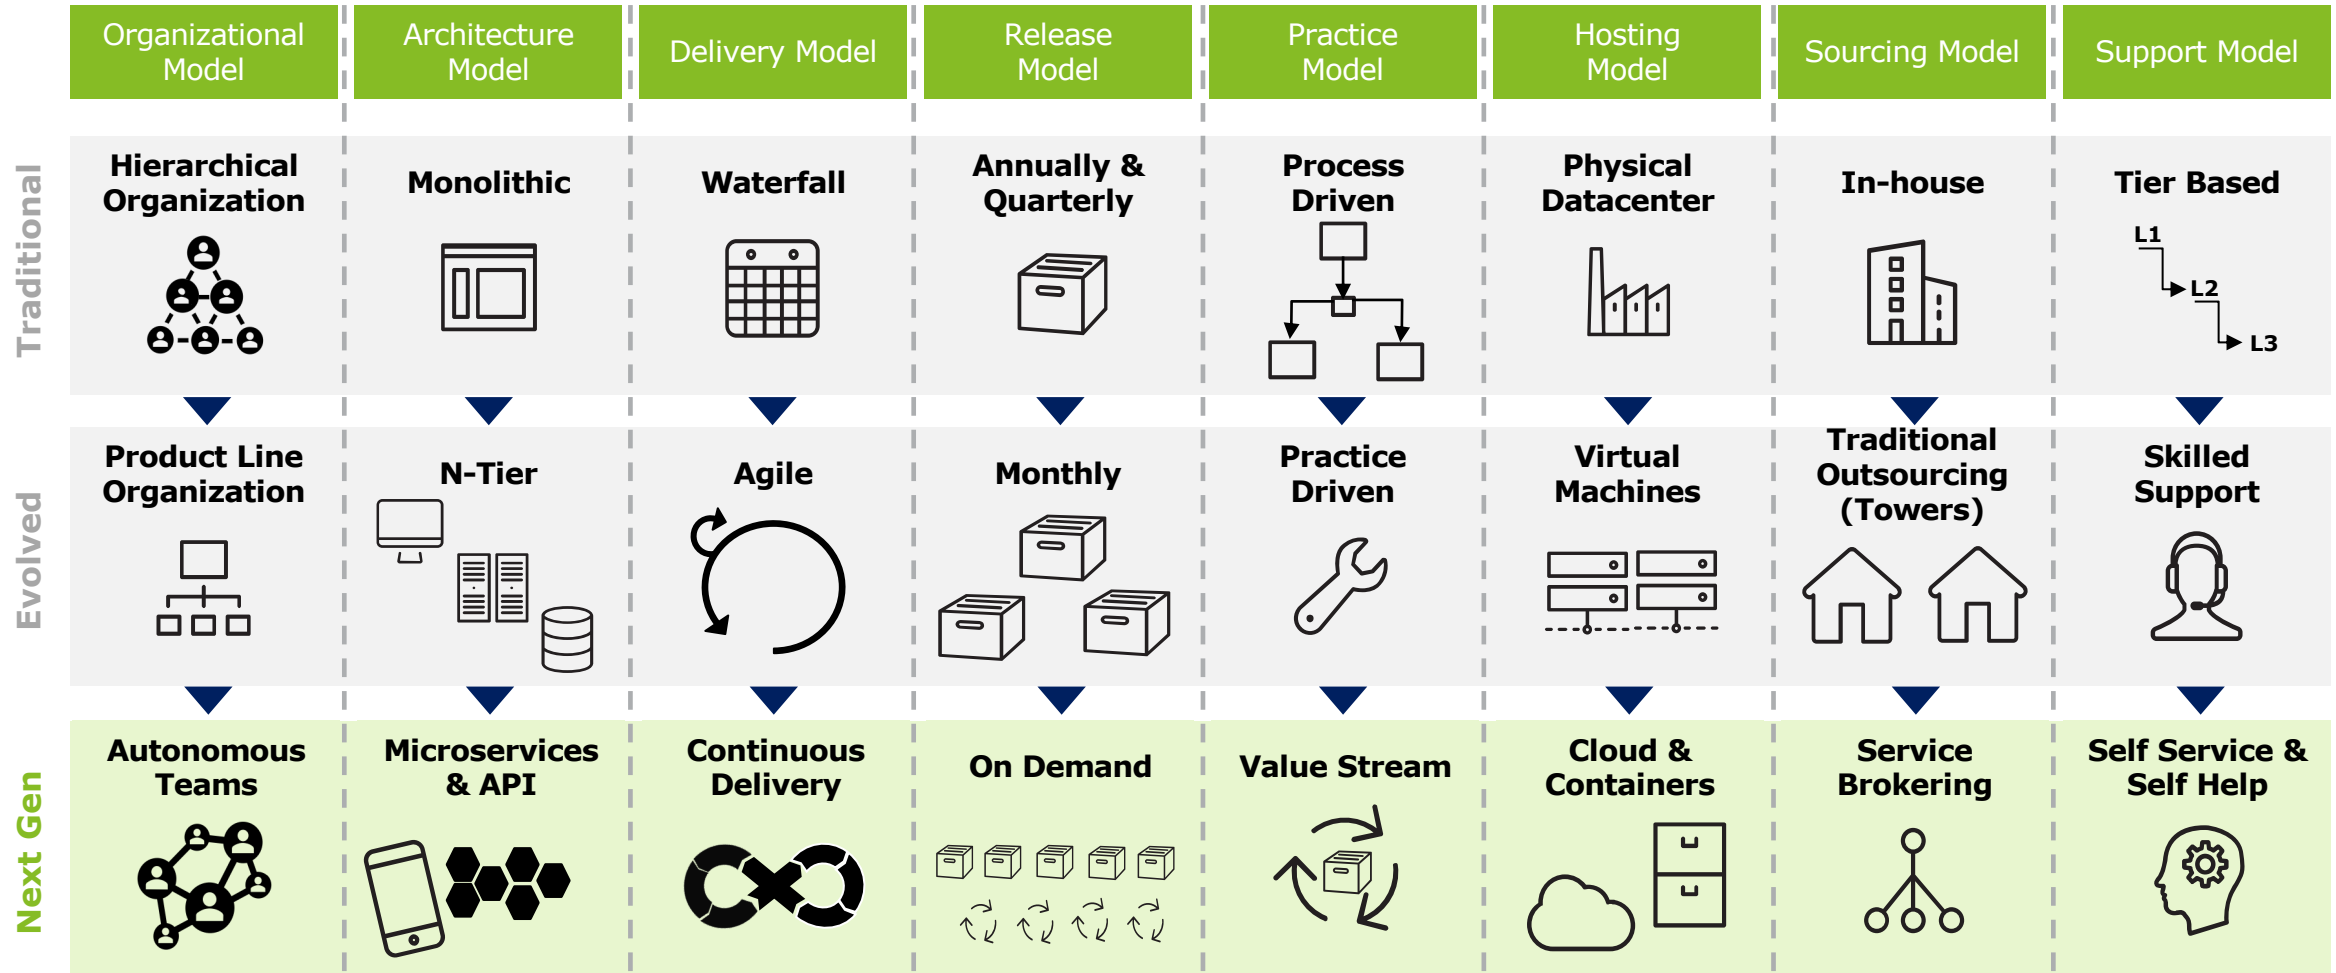 Organizational
Model
Architecture
Model
Delivery Model
Release
Model
Practice
Model
Hosting
Model
Sourcing Model
Support Model
Traditional
Hierarchical
Organization
Monolithic
Waterfall
Annually &
Quarterly
Process
Driven
Physical
Datacenter
In-house
Tier Based
L1
L2
L3
Evolved
Product Line
Organization
N-Tier
Agile
Monthly
Practice
Driven
Virtual
Machines
Traditional
Outsourcing
(Towers)
Skilled
Support
Next Gen
Autonomous
Teams
Microservices
& API
Continuous
Delivery
On Demand
Value Stream
Cloud &
Containers
Service
Brokering
Self Service &
Self Help